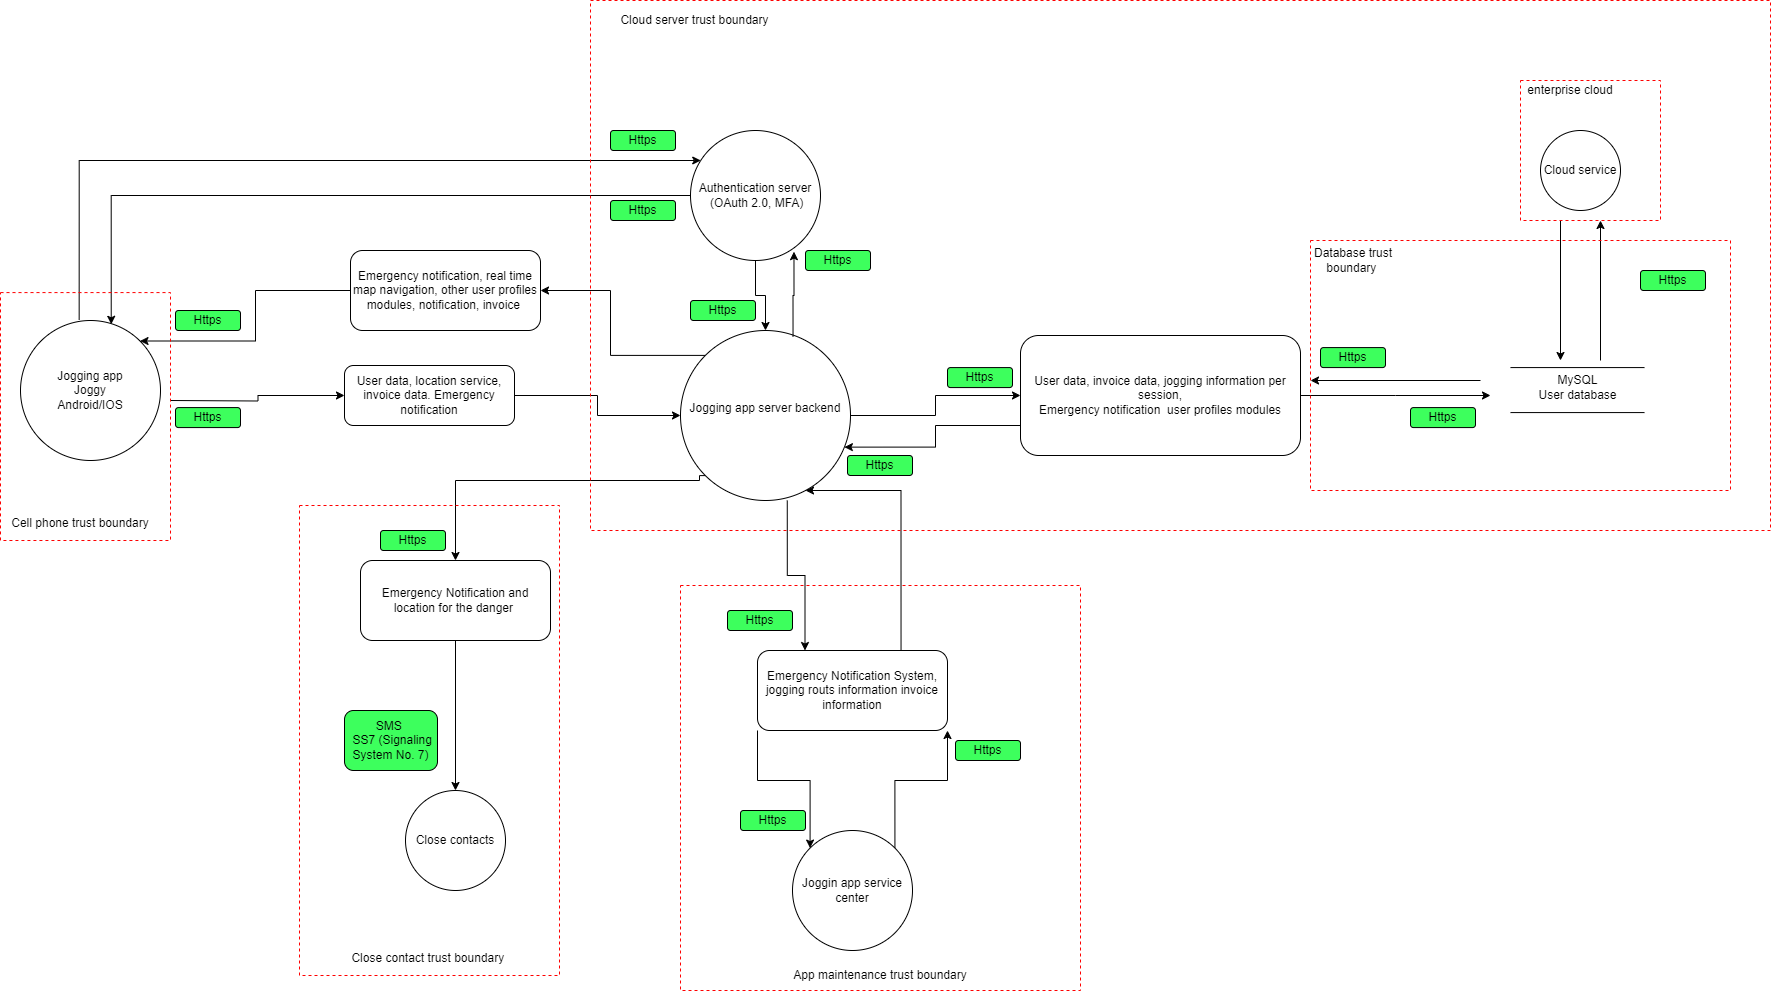 Cloud server trust boundary
enterprise cloud
Cloud service
Https
Authentication server
(OAuth 2.0, MFA)
Https
Https
Database trust
boundary
Https
Emergency notification, real time
map navigation, other user profiles
modules, notification, invoice
Https
Https
Https
Jogging app
Joggy
Android/IOS
User data, location service,
invoice data. Emergency
notification
Https
Jogging app server backend
Https
User data, invoice data, jogging information per
session,
Emergency notification  user profiles modules
Https
Https
MySQL
User database
Https
Cell phone trust boundary
Https
Emergency Notification and
location for the danger
SMS
SS7 (Signaling
System No. 7)
Close contacts
Close contact trust boundary
Https
Emergency Notification System,
jogging routs information invoice
information
Https
Https
Joggin app service
center
App maintenance trust boundary